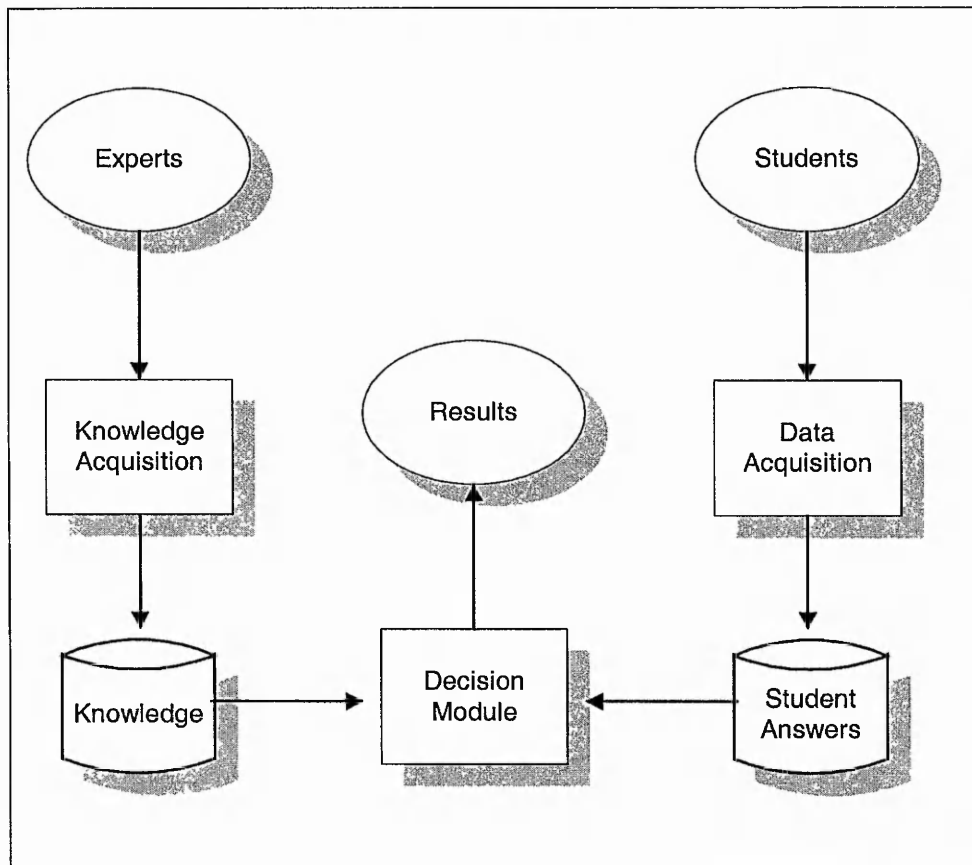 Experts
Students
Results
Knowledge
Acquisition
Data
Acquisition
Knowledge
Decision
Module
Student
Answers